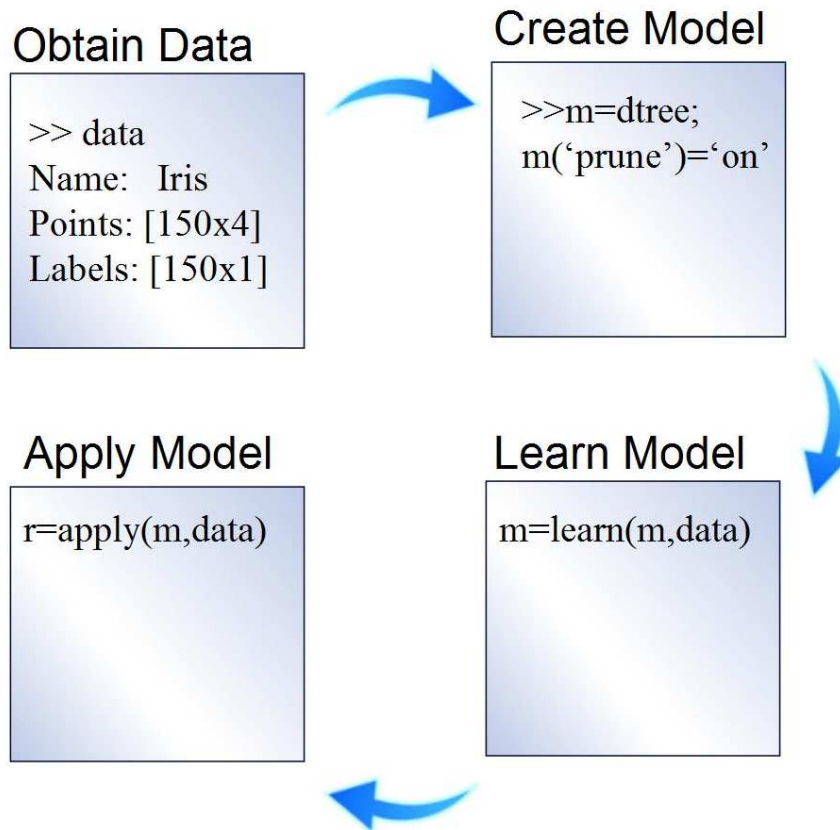 Obtain Data
>> data
Name: Iris
Points: [150x4]
Labels: [150x1]
Create Model
>>m=dtree;
m(‘prune’)=‘on’
Learn Model
m=learn(m,data)
Apply Model
r=apply(m,data)